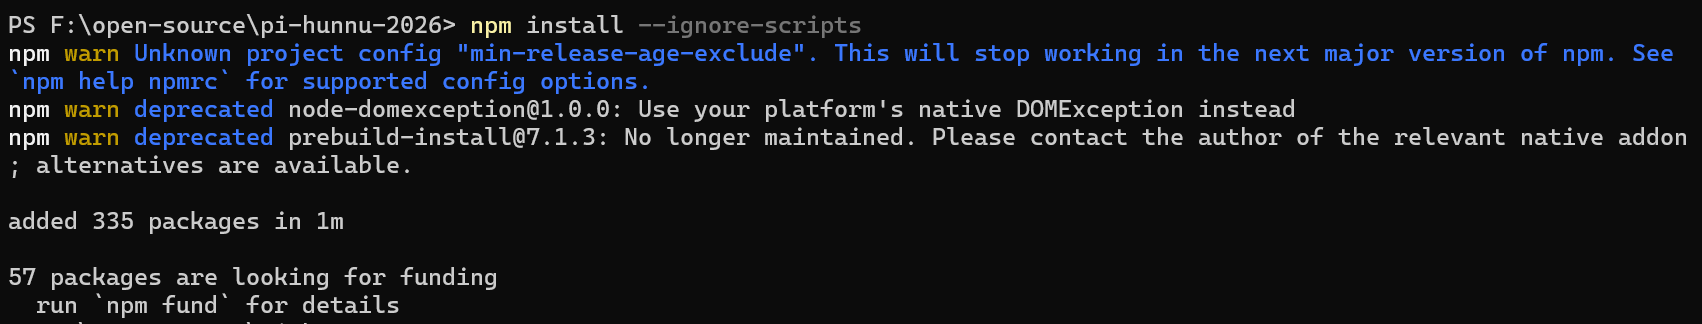 PS F:\open-source\pi-hunnu-2026> npm install --ignore-scripts
npm warn Unknown project config "min-release-age-exclude". This will stop working in the next major version of npm. See
`npm help npmrc` for supported config options.
npm warn deprecated node-domexception@1.0.0: Use your platform's native DOMException instead
npm warn deprecated prebuild-install@7.1.3: No longer maintained. Please contact the author of the relevant native addon
; alternatives are available.
added 335 packages in 1m
57 packages are looking for funding
run `npm fund` for details